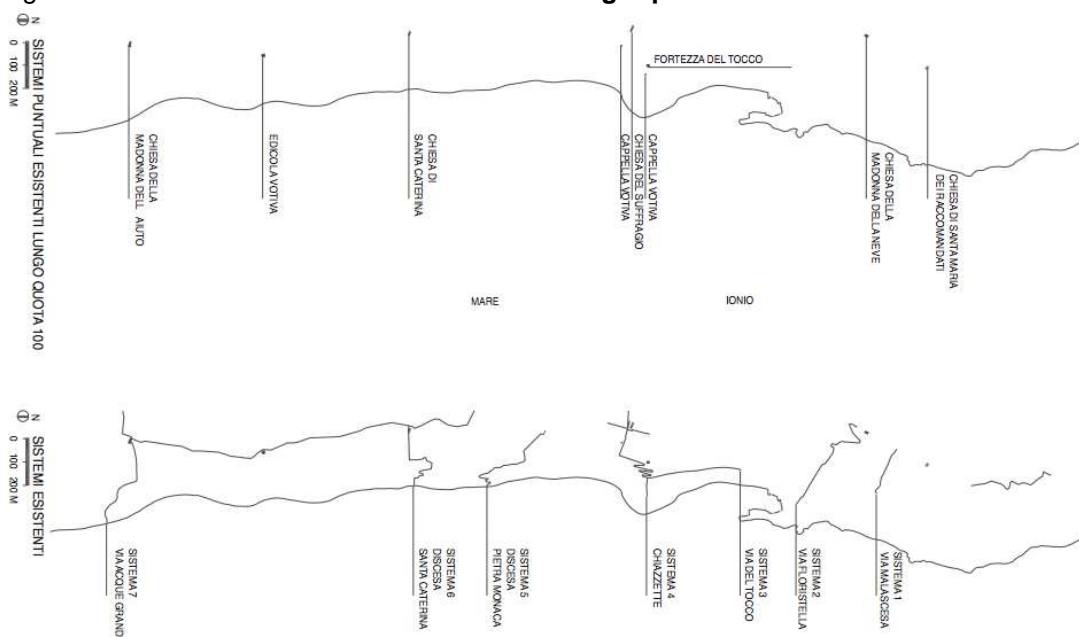 N
0 100 200 M
SISTEMI PUNTUALI ESISTENTI LUNGO QUOTA 100
CHIESA DELLA
MADONNA DELL AIUTO
EDICOLA VOTIVA
CHIESA DI
SANTA CATERINA
CAPPELLA VOTIVA
CHIESA DEL SUFFRAGIO
CAPPELLA VOTIVA
FORTEZZA DEL TOCCO
CHIESA DELLA
MADONNA DELLA NEVE
CHIESA DI SANTA MARIA
DEI RACCOMANDATI
MARE
IONIO
N
0 100 200 M
SISTEMI ESISTENTI
SISTEMA 7
VIA ACQUE GRAND
SISTEMA 6
DISCESA
SANTA CATERINA
SISTEMA 5
DISCESA
PIETRA MONACA
SISTEMA 4
CHIAZZETTE
SISTEMA 3
VIA DEL TOCCO
SISTEMA 2
VIA FLORISTELLA
SISTEMA 1
VIA MALASCESA